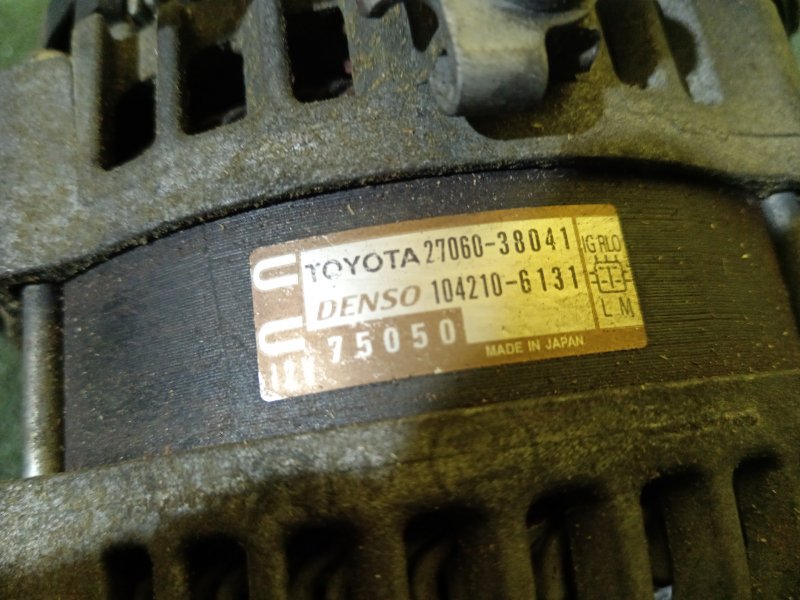 TOYOTA 27060-38041
DENSO 104210-6131
75050
MADE IN JAPAN
IG RLO
L M